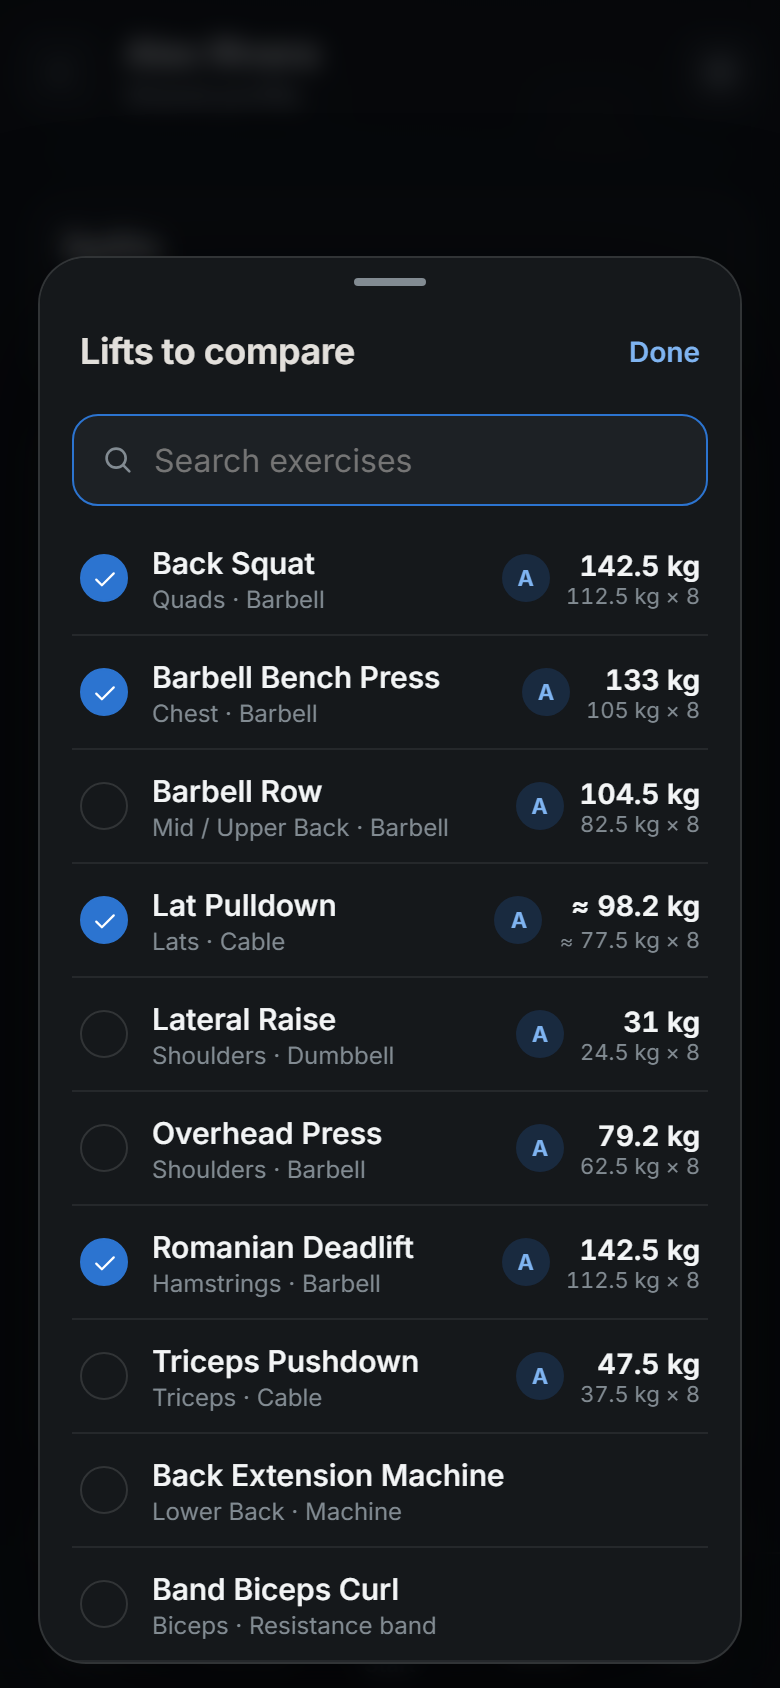 Lifts to compare
Done
Search exercises
Back Squat
Quads · Barbell
A
142.5 kg
112.5 kg × 8
Barbell Bench Press
Chest · Barbell
A
133 kg
105 kg × 8
Barbell Row
Mid / Upper Back · Barbell
A
104.5 kg
82.5 kg × 8
Lat Pulldown
Lats · Cable
A
≈ 98.2 kg
≈ 77.5 kg × 8
Lateral Raise
Shoulders · Dumbbell
A
31 kg
24.5 kg × 8
Overhead Press
Shoulders · Barbell
A
79.2 kg
62.5 kg × 8
Romanian Deadlift
Hamstrings · Barbell
A
142.5 kg
112.5 kg × 8
Triceps Pushdown
Triceps · Cable
A
47.5 kg
37.5 kg × 8
Back Extension Machine
Lower Back · Machine
Band Biceps Curl
Biceps · Resistance band